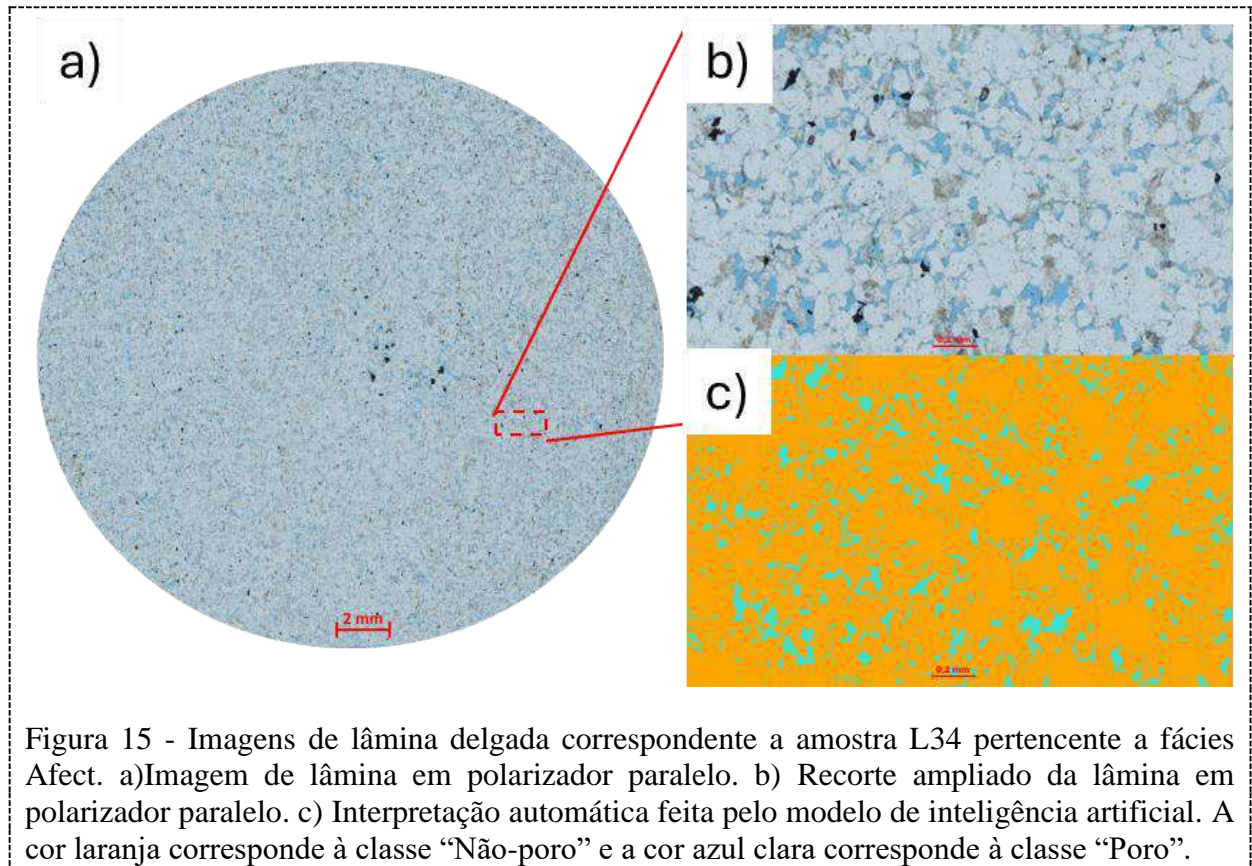 a)
b)
c)
2 mm
0,2 mm
0,2 mm
Figura 15 - Imagens de lâmina delgada correspondente a amostra L34 pertencente a fácies
Afect. a)Imagem de lâmina em polarizador paralelo. b) Recorte ampliado da lâmina em
polarizador paralelo. c) Interpretação automática feita pelo modelo de inteligência artificial. A
cor laranja corresponde à classe “Não-poro” e a cor azul clara corresponde à classe “Poro”.